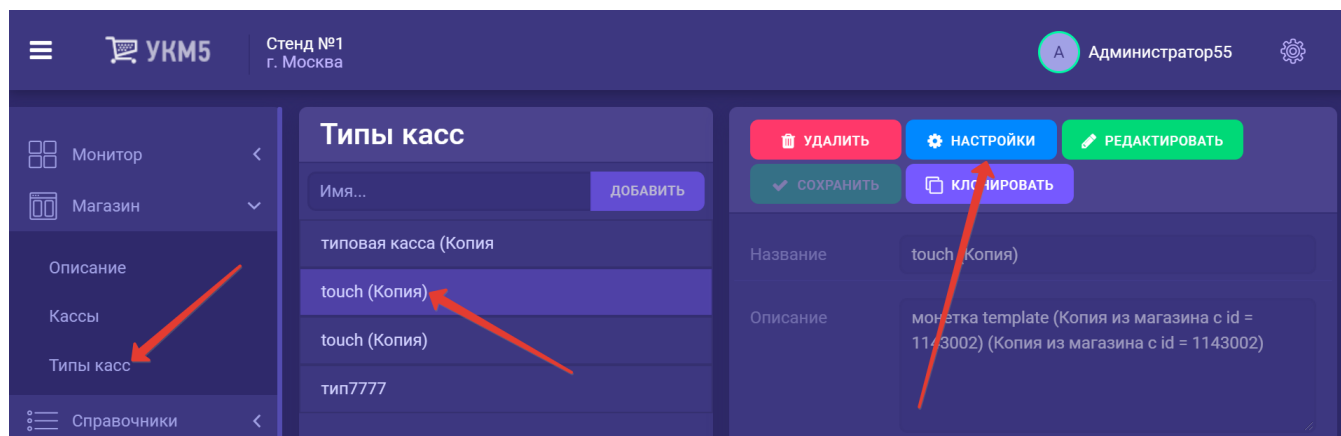 УКМ5
Стенд №1
г. Москва
А
Администратор55
Монитор
Магазин
Описание
Кассы
Типы касс
Справочники
Типы касс
Имя...
ДОБАВИТЬ
типовая касса (Копия
touch (Копия)
touch (Копия)
тип7777
УДАЛИТЬ
НАСТРОЙКИ
РЕДАКТИРОВАТЬ
СОХРАНИТЬ
КЛОНИРОВАТЬ
Название
touch (Копия)
Описание
монетка template (Копия из магазина с id =
1143002) (Копия из магазина с id = 1143002)